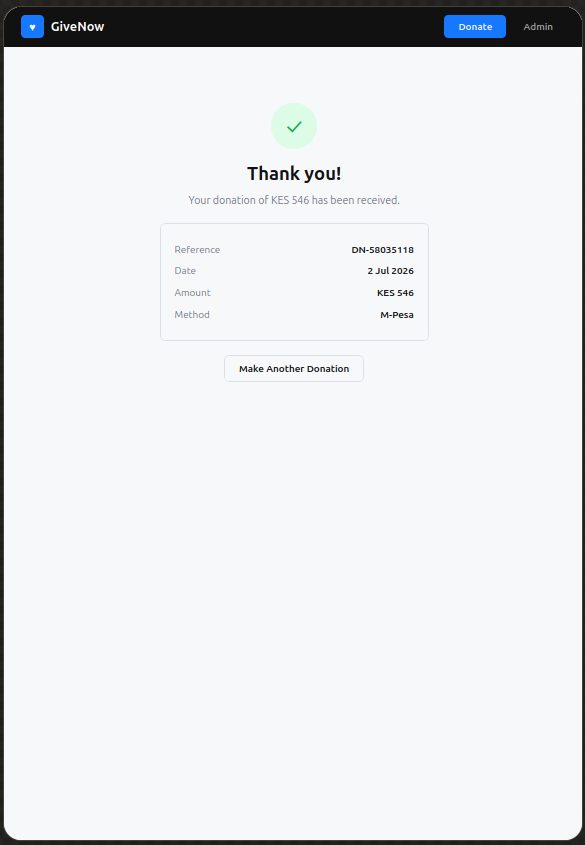 GiveNow
Donate
Admin
Thank you!
Your donation of KES 546 has been received.
Reference DN-58035118
Date 2 Jul 2026
Amount KES 546
Method M-Pesa
Make Another Donation